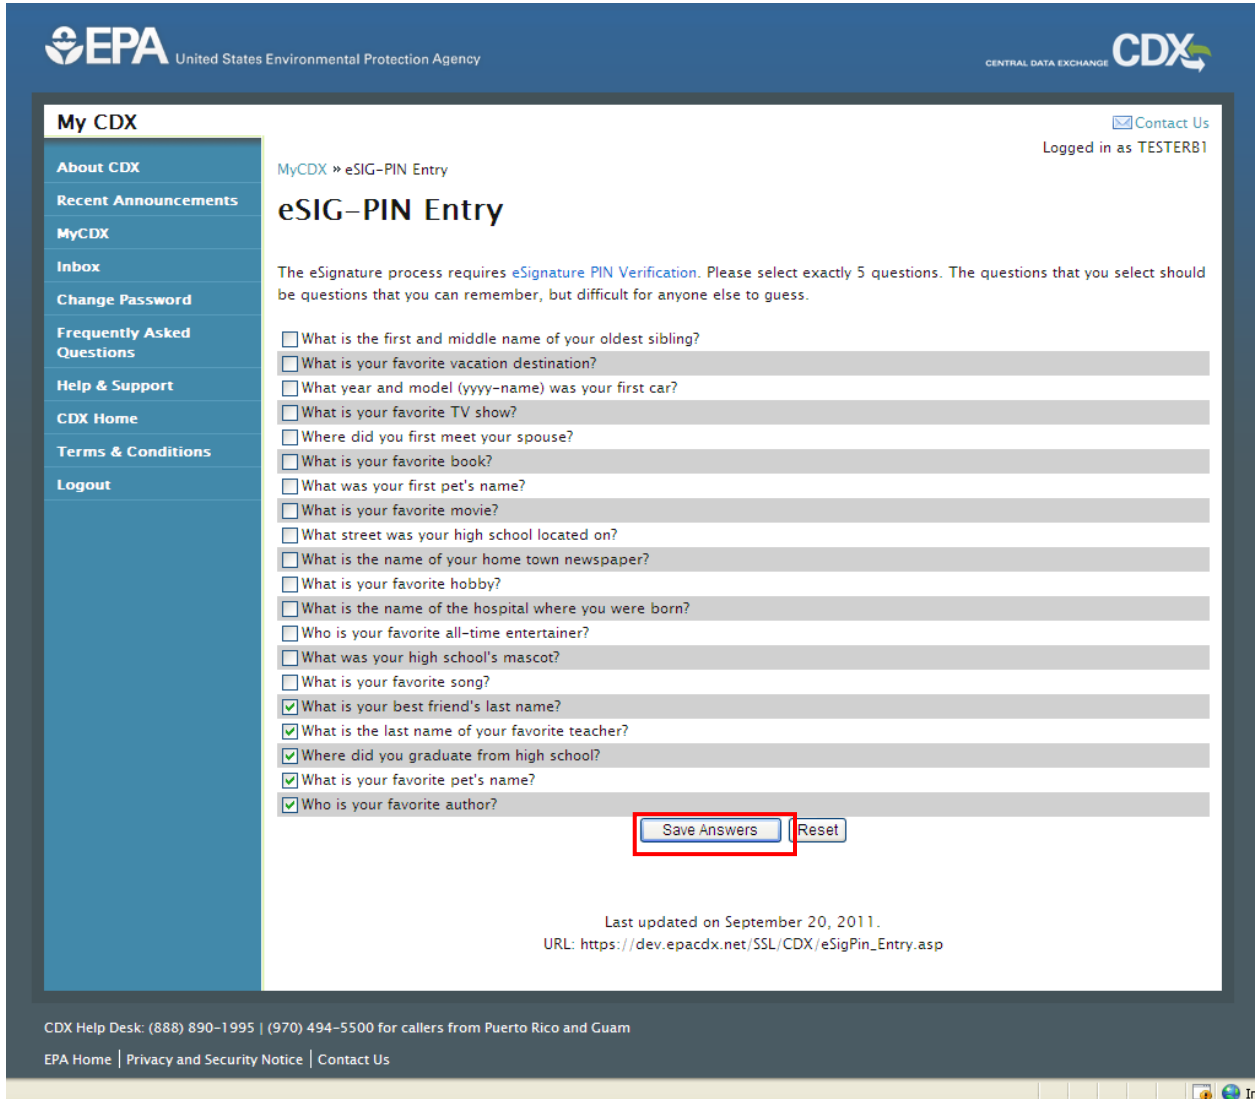 EPA United States Environmental Protection Agency
CENTRAL DATA EXCHANGE CDX
My CDX
Contact Us
Logged in as TESTERB1
About CDX
Recent Announcements
MyCDX
Inbox
Change Password
Frequently Asked
Questions
Help & Support
CDX Home
Terms & Conditions
Logout
MyCDX » eSIG-PIN Entry
eSIG-PIN Entry
The eSignature process requires eSignature PIN Verification. Please select exactly 5 questions. The questions that you select should
be questions that you can remember, but difficult for anyone else to guess.
What is the first and middle name of your oldest sibling?
What is your favorite vacation destination?
What year and model (yyyy-name) was your first car?
What is your favorite TV show?
Where did you first meet your spouse?
What is your favorite book?
What was your first pet's name?
What is your favorite movie?
What street was your high school located on?
What is the name of your home town newspaper?
What is your favorite hobby?
What is the name of the hospital where you were born?
Who is your favorite all-time entertainer?
What was your high school's mascot?
What is your favorite song?
What is your best friend's last name?
What is the last name of your favorite teacher?
Where did you graduate from high school?
What is your favorite pet's name?
Who is your favorite author?
Save Answers Reset
Last updated on September 20, 2011.
URL: https://dev.epacdx.net/SSL/CDX/eSigPin_Entry.asp
CDX Help Desk: (888) 890-1995 | (970) 494-5500 for callers from Puerto Rico and Guam
EPA Home | Privacy and Security Notice | Contact Us